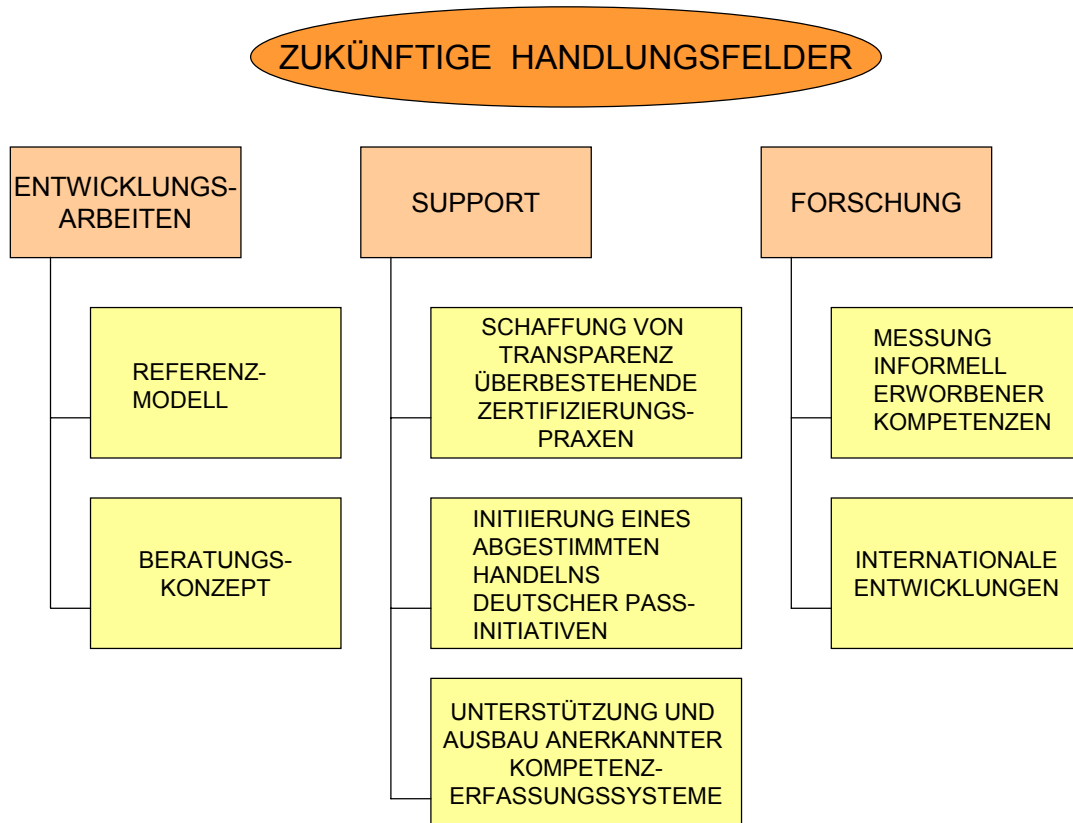 ZUKÜNFTIGE HANDLUNGSFELDER
ENTWICKLUNGS-
ARBEITEN
REFERENZ-
MODELL
BERATUNGS-
KONZEPT
SUPPORT
SCHAFFUNG VON
TRANSPARENZ
ÜBERBESTEHENDE
ZERTIFIZIERUNGS-
PRAXEN
INITIIERUNG EINES
ABGESTIMMTEN
HANDELNS
DEUTSCHER PASS-
INITIATIVEN
UNTERSTÜTZUNG UND
AUSBAU ANERKANNTER
KOMPETENZ-
ERFASSUNGSSYSTEME
FORSCHUNG
MESSUNG
INFORMELL
ERWORBENER
KOMPETENZEN
INTERNATIONALE
ENTWICKLUNGEN